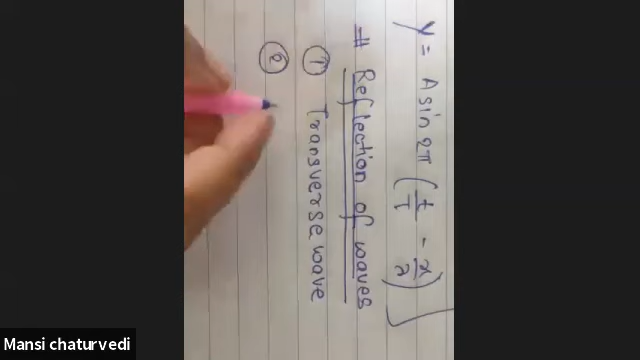 y = A sin 2π (t/T - x/λ)
# Reflection of waves
① Transverse wave
②
Mansi chaturvedi